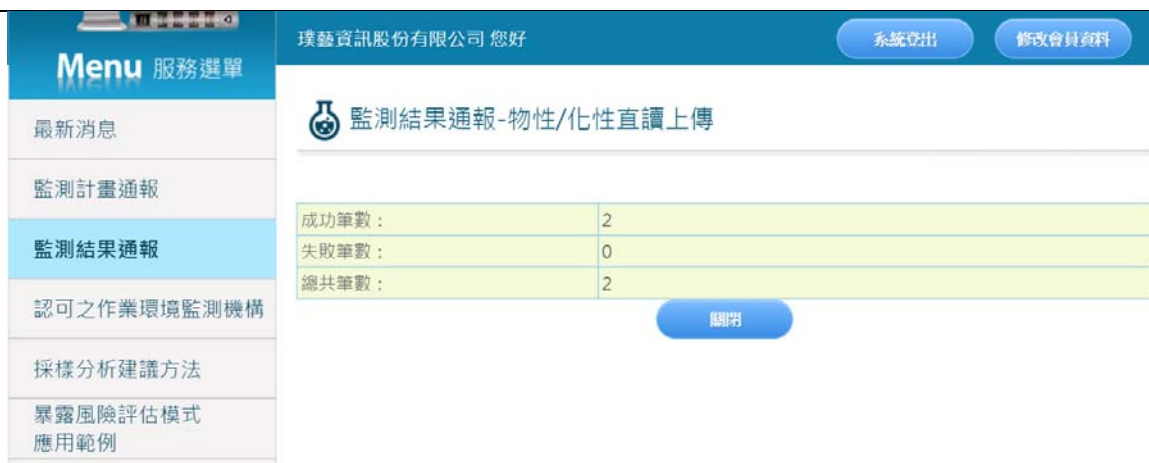 Menu 服務選單
最新消息
監測計畫通報
監測結果通報
認可之作業環境監測機構
採樣分析建議方法
暴露風險評估模式
應用範例
璞藝資訊股份有限公司 您好
系統登出
修改會員資料
監測結果通報-物性/化性直讀上傳
成功筆數： 2
失敗筆數： 0
總共筆數： 2
關閉